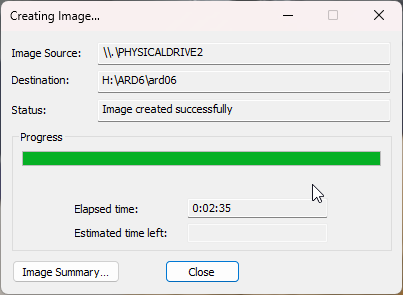 Creating Image...
Image Source: \\.\PHYSICALDRIVE2
Destination: H:\ARD6\ard06
Status: Image created successfully
Progress
Elapsed time: 0:02:35
Estimated time left:
Image Summary... Close